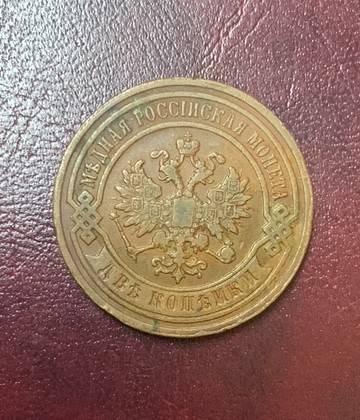 МѢДНАЯ РОССІЙСКАЯ МОНЕТА
ДВѢ КОПѢЙКИ